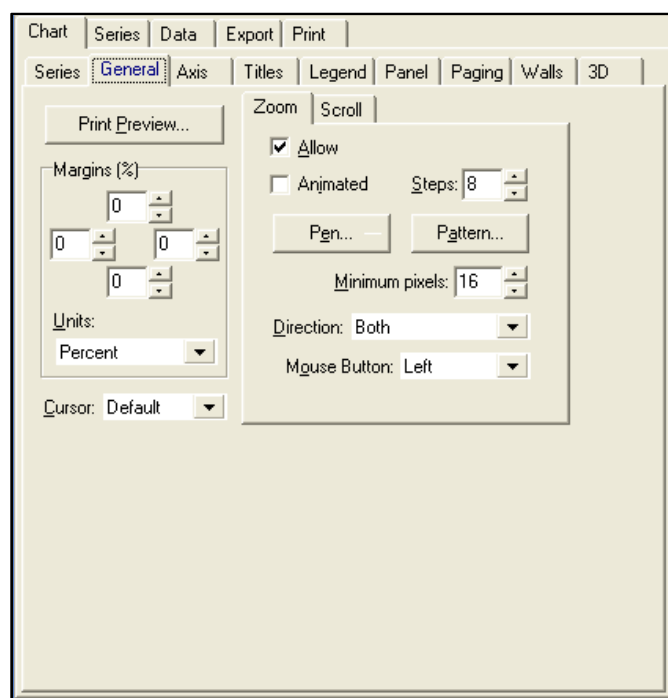 Chart Series Data Export Print
Series General Axis Titles Legend Panel Paging Walls 3D
Print Preview...
Margins (%)
0
0 0
0
Units:
Percent
Cursor: Default
Zoom Scroll
Allow
Animated Steps: 8
Pen... Pattern...
Minimum pixels: 16
Direction: Both
Mouse Button: Left